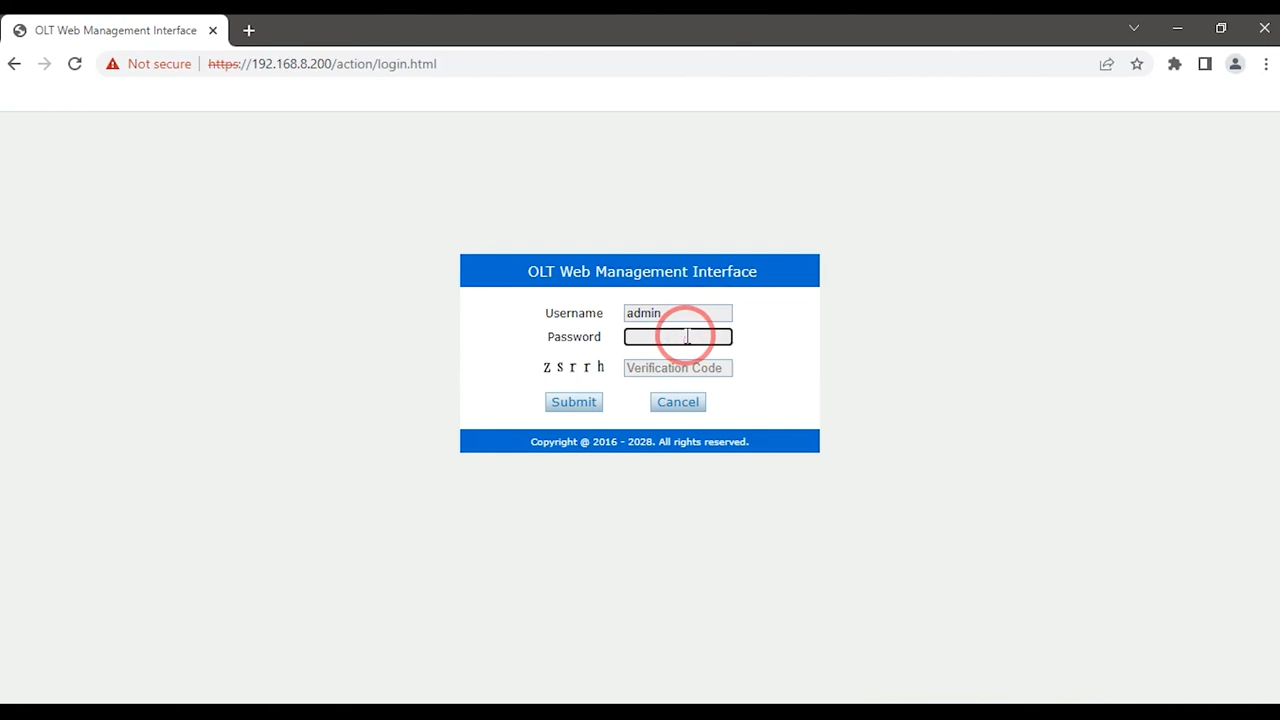 OLT Web Management Interface
Not secure https://192.168.8.200/action/login.html
OLT Web Management Interface
Username admin
Password
z s r r h Verification Code
Submit Cancel
Copyright @ 2016 - 2028. All rights reserved.